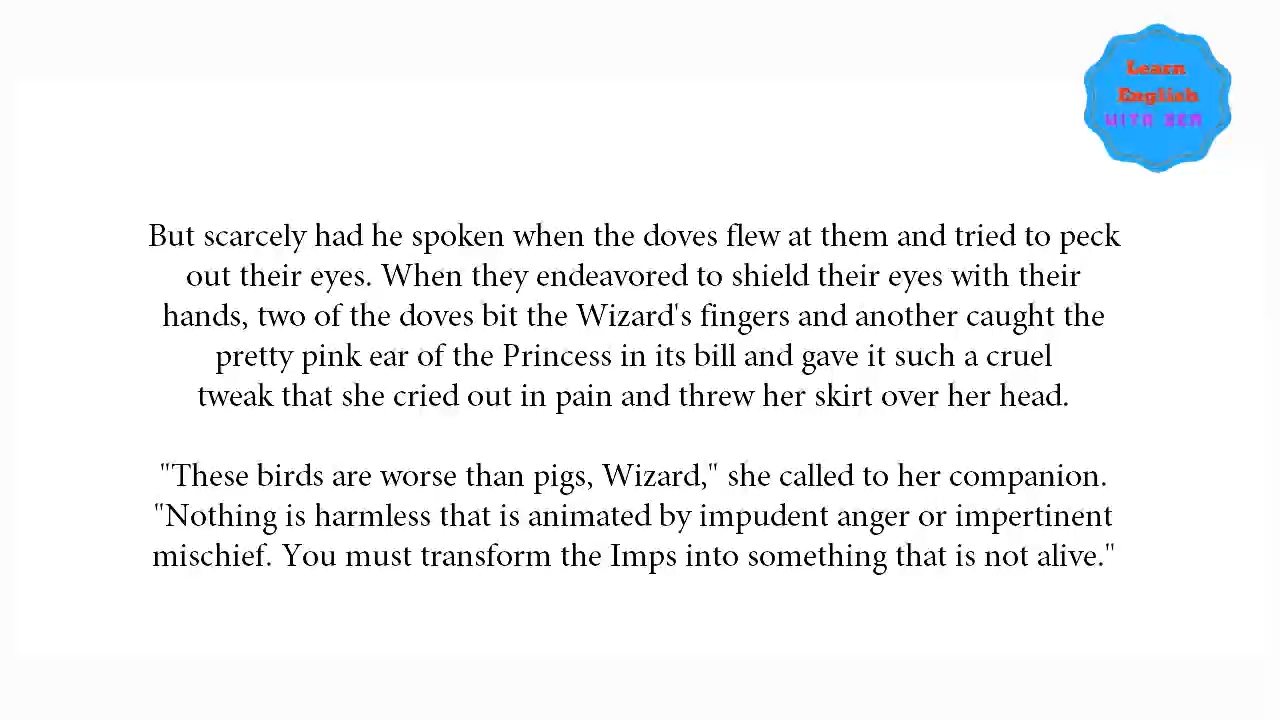 Learn
English
WITH ZEN
But scarcely had he spoken when the doves flew at them and tried to peck
out their eyes. When they endeavored to shield their eyes with their
hands, two of the doves bit the Wizard's fingers and another caught the
pretty pink ear of the Princess in its bill and gave it such a cruel
tweak that she cried out in pain and threw her skirt over her head.
"These birds are worse than pigs, Wizard," she called to her companion.
"Nothing is harmless that is animated by impudent anger or impertinent
mischief. You must transform the Imps into something that is not alive."